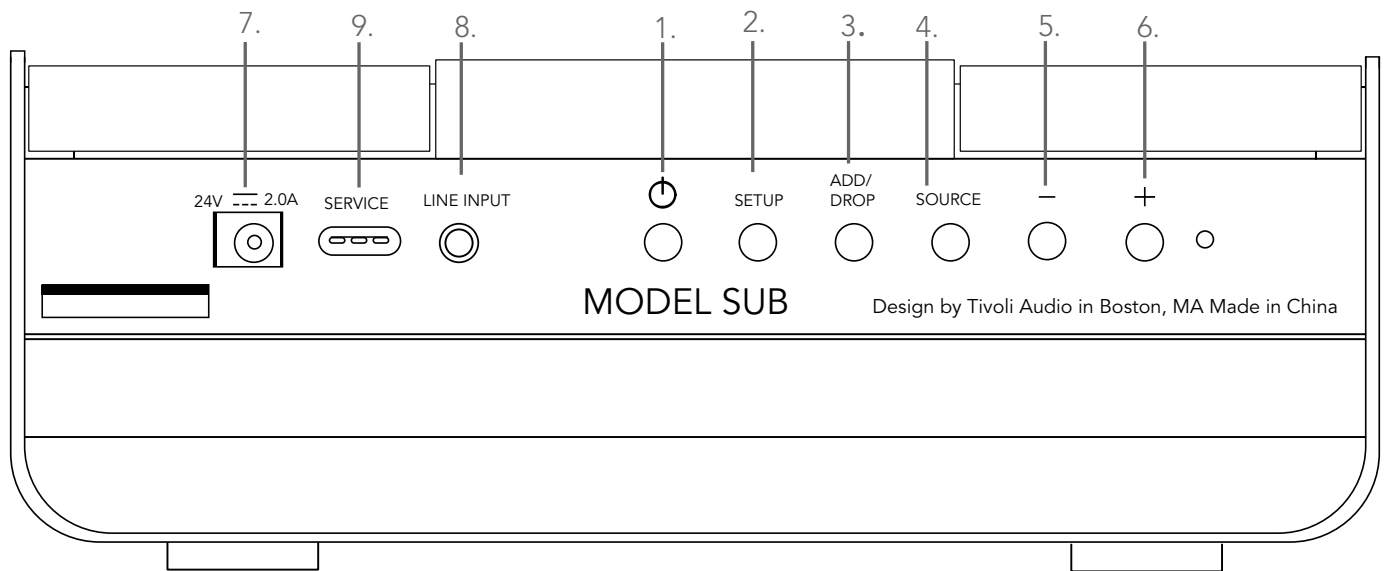 7. 9. 8. 1. 2. 3. 4. 5. 6.
24V 2.0A SERVICE LINE INPUT SETUP ADD/ DROP SOURCE − +
MODEL SUB
Design by Tivoli Audio in Boston, MA Made in China